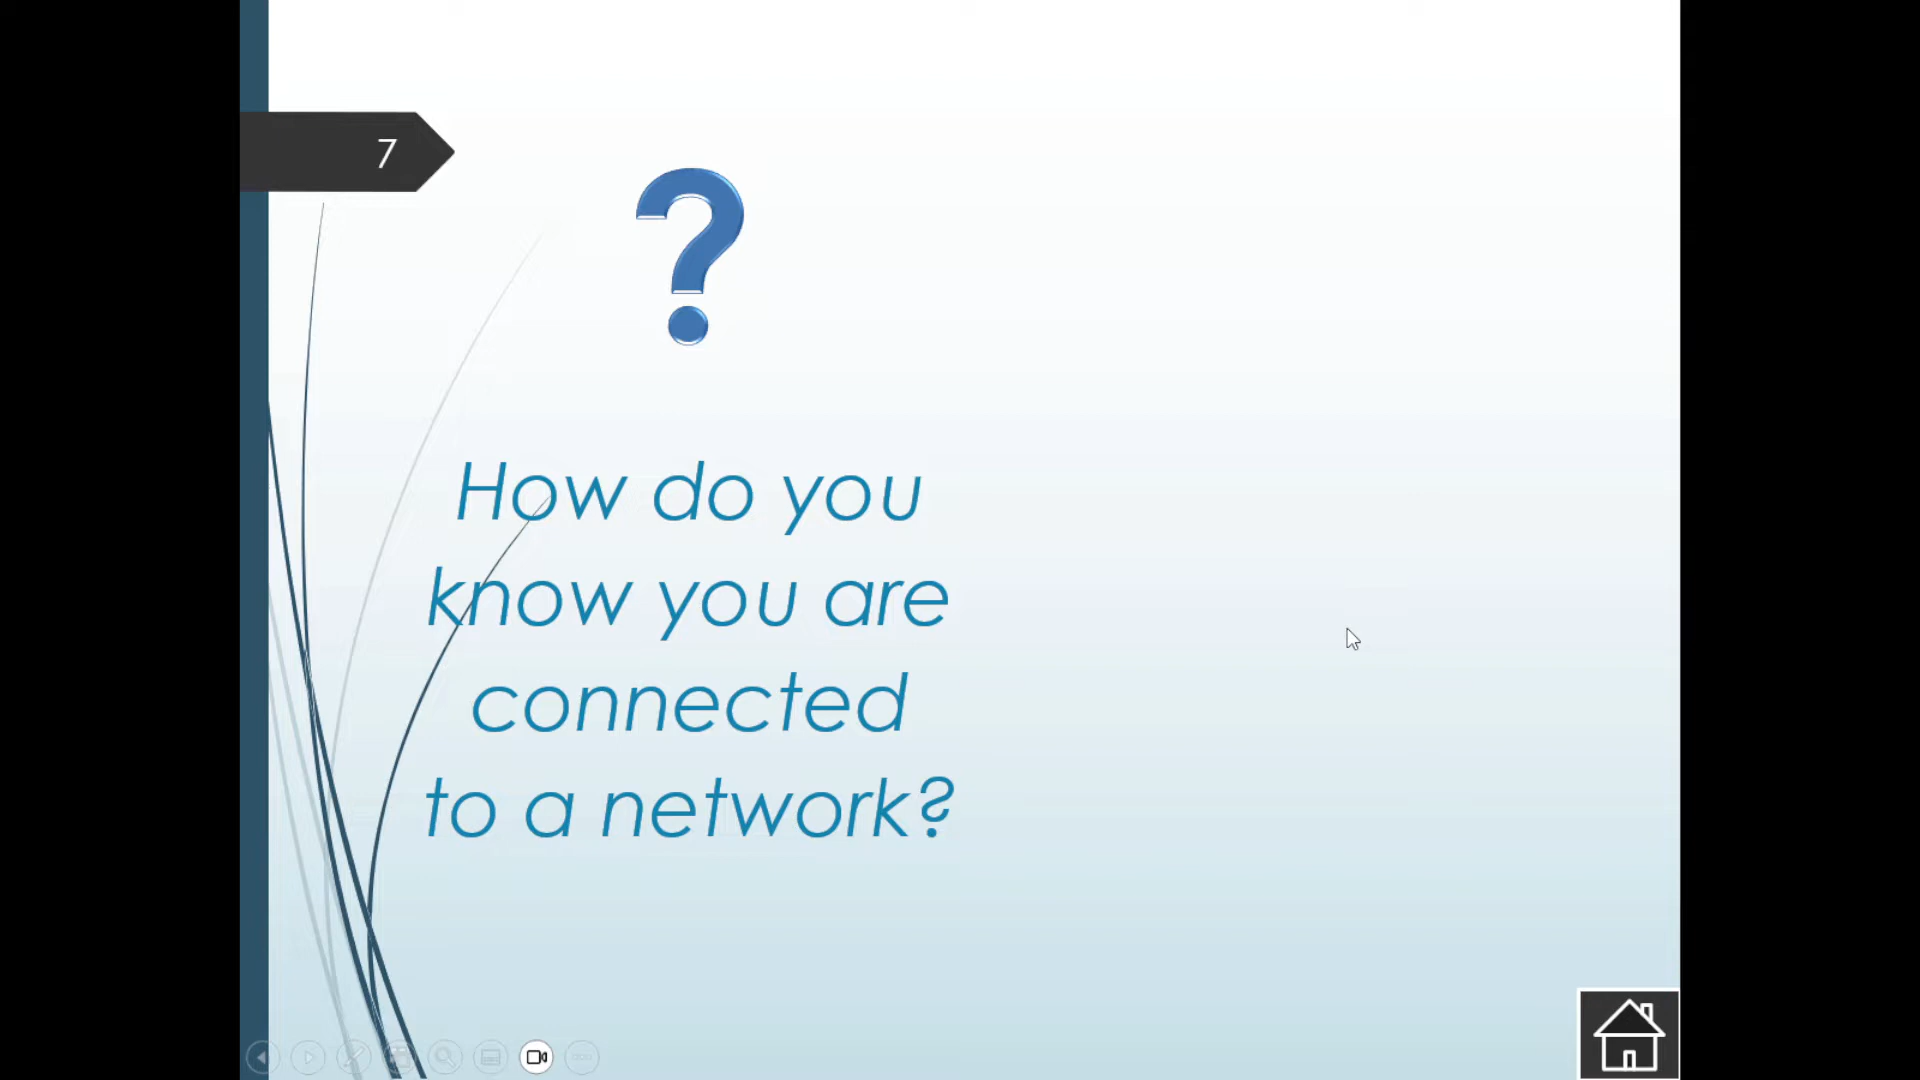 7
?
How do you
know you are
connected
to a network?